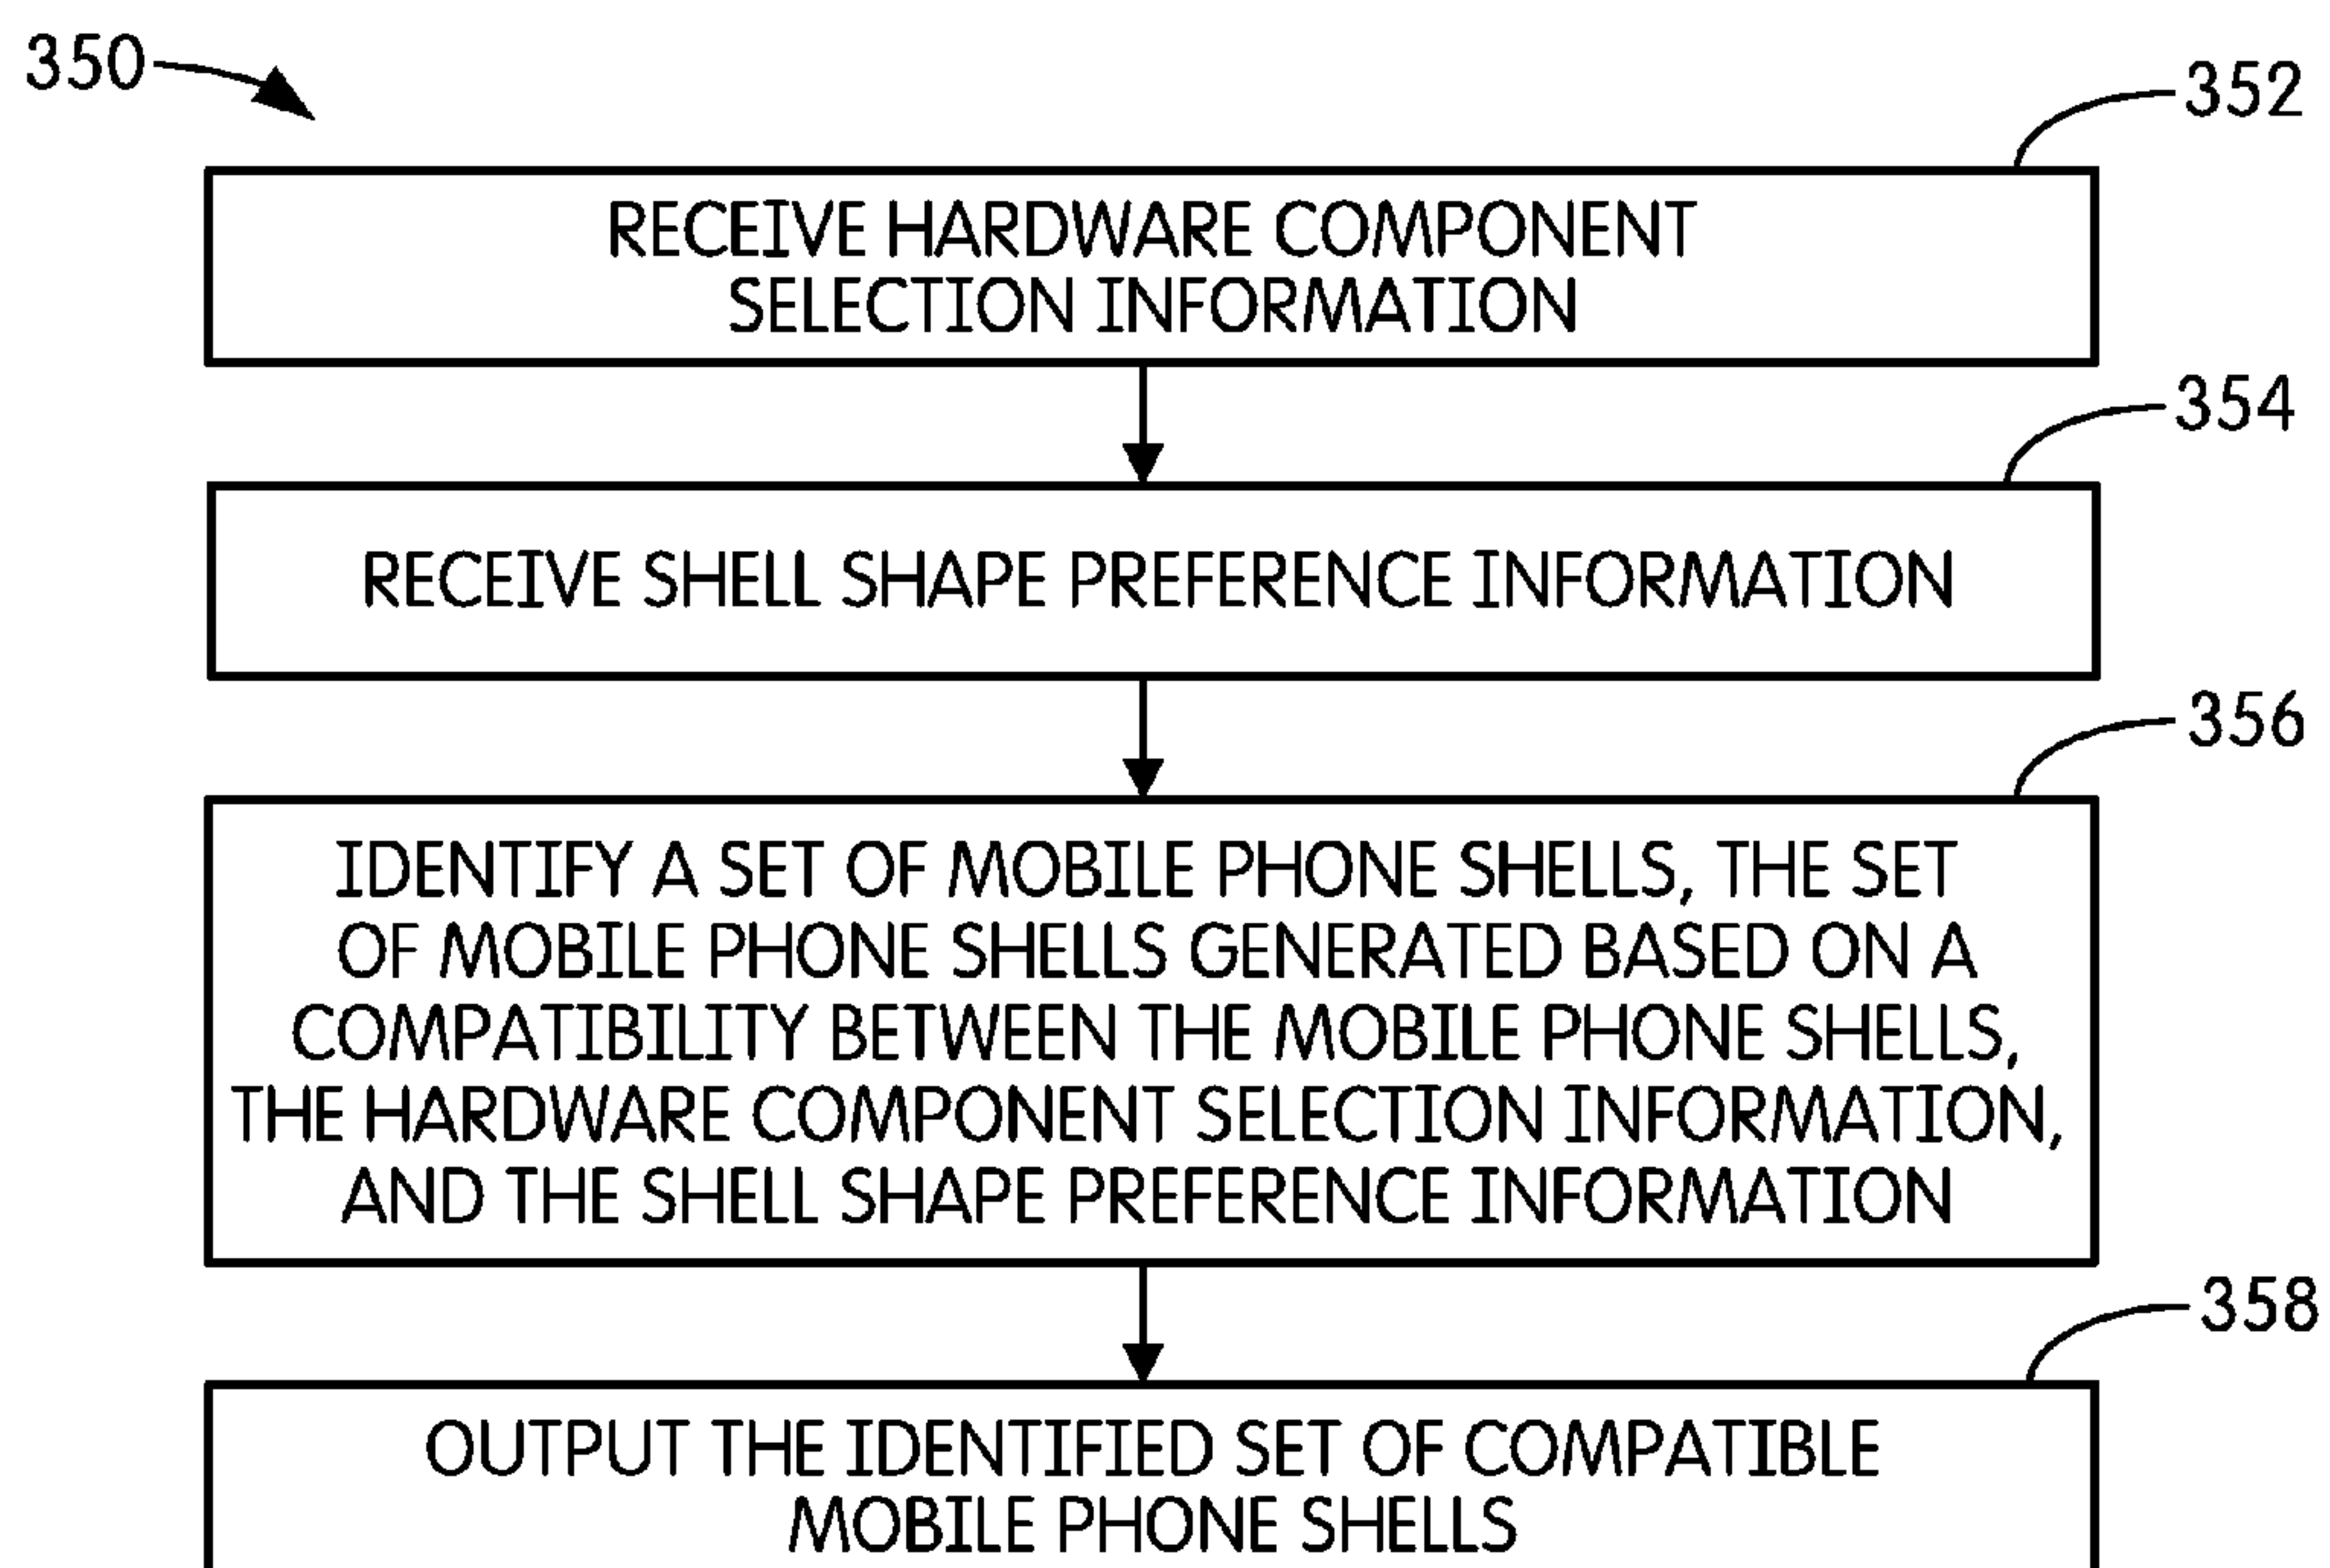 350
352
RECEIVE HARDWARE COMPONENT
SELECTION INFORMATION
354
RECEIVE SHELL SHAPE PREFERENCE INFORMATION
356
IDENTIFY A SET OF MOBILE PHONE SHELLS, THE SET
OF MOBILE PHONE SHELLS GENERATED BASED ON A
COMPATIBILITY BETWEEN THE MOBILE PHONE SHELLS,
THE HARDWARE COMPONENT SELECTION INFORMATION,
AND THE SHELL SHAPE PREFERENCE INFORMATION
358
OUTPUT THE IDENTIFIED SET OF COMPATIBLE
MOBILE PHONE SHELLS